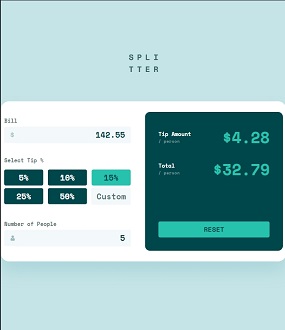 SPLI
TTER
Bill
$ 142.55
Select Tip %
5% 10% 15%
25% 50% Custom
Number of People
5
Tip Amount
/ person
$4.28
Total
/ person
$32.79
RESET